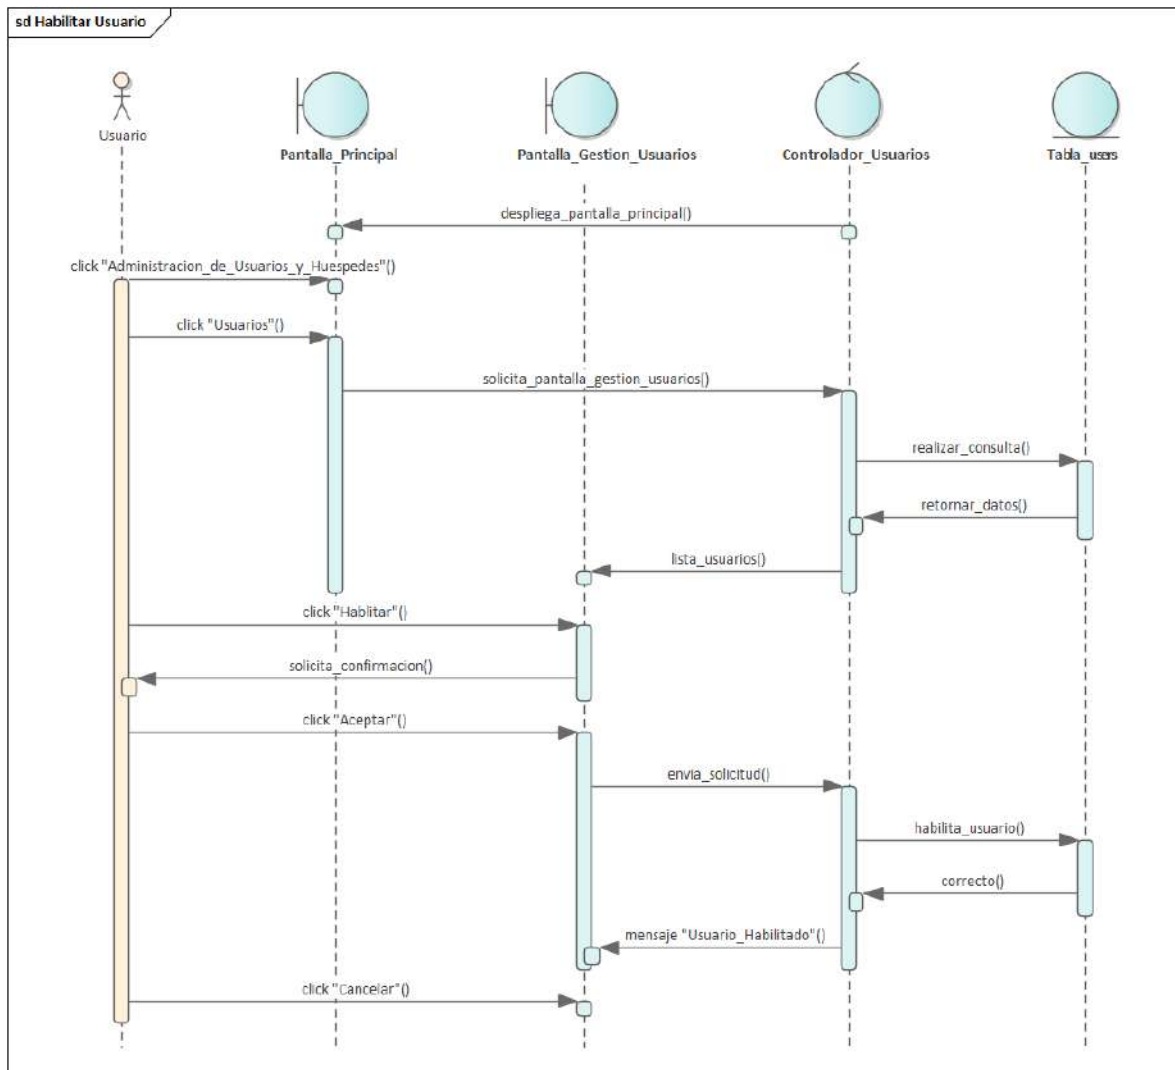 sd Habilitar Usuario
Usuario
Pantalla_Principal
Pantalla_Gestion_Usuarios
Controlador_Usuarios
Tabla_users
despliega_pantalla_principal()
click "Administracion_de_Usuarios_y_Huespedes"()
click "Usuarios"()
solicita_pantalla_gestion_usuarios()
realizar_consulta()
retornar_datos()
lista_usuarios()
click "Hablitar"()
solicita_confirmacion()
click "Aceptar"()
envia_solicitud()
habilita_usuario()
correcto()
mensaje "Usuario_Habilitado"()
click "Cancelar"()